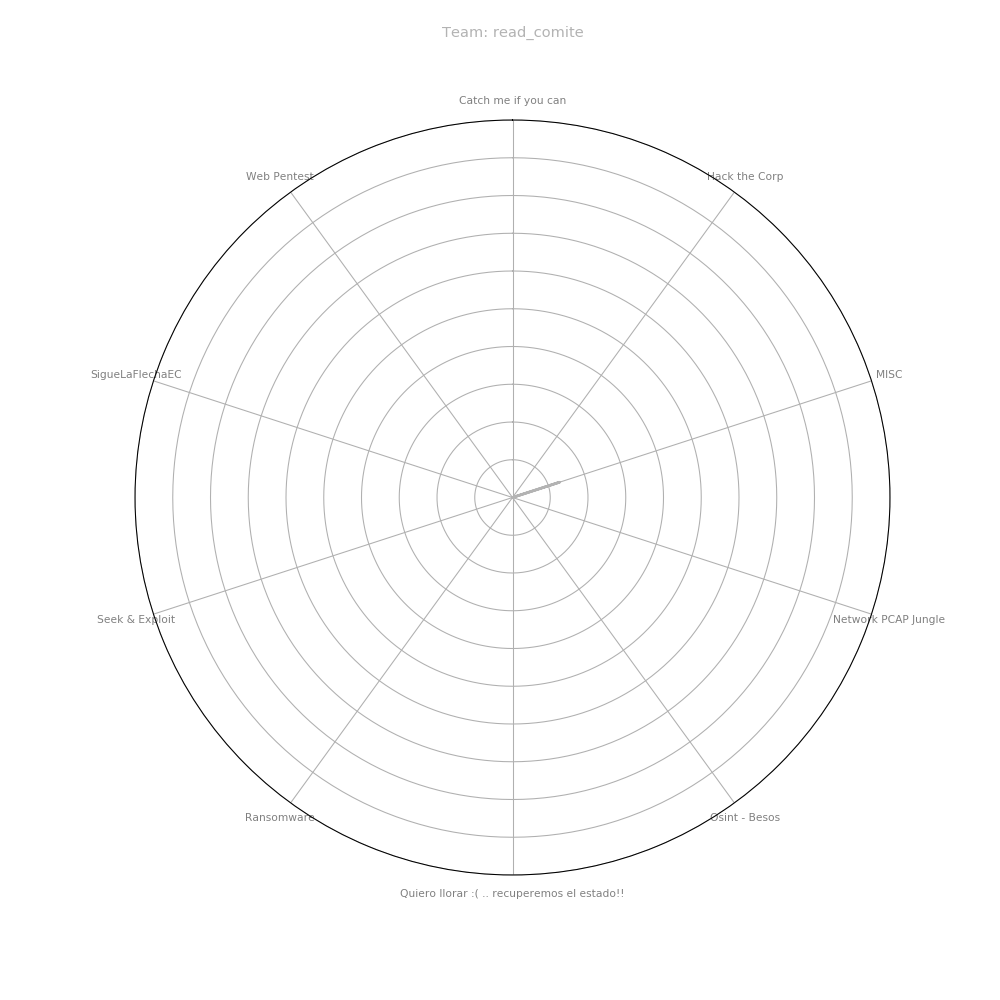 Team: read_comite
Catch me if you can
Web Pentest
Hack the Corp
SigueLaFlechaEC
MISC
Seek & Exploit
Network PCAP Jungle
Ransomware
Osint - Besos
Quiero llorar :( .. recuperemos el estado!!